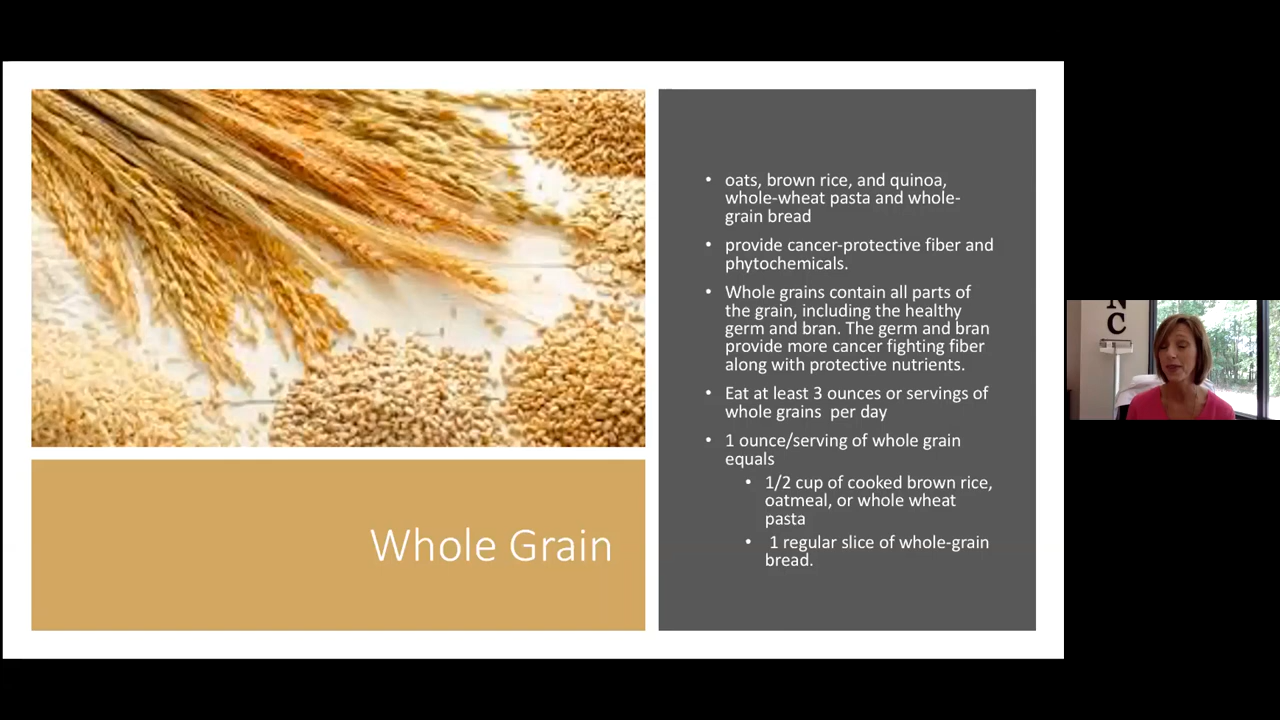 • oats, brown rice, and quinoa,
whole-wheat pasta and whole-
grain bread
• provide cancer-protective fiber and
phytochemicals.
• Whole grains contain all parts of
the grain, including the healthy
germ and bran. The germ and bran
provide more cancer fighting fiber
along with protective nutrients.
• Eat at least 3 ounces or servings of
whole grains per day
• 1 ounce/serving of whole grain
equals
• 1/2 cup of cooked brown rice,
oatmeal, or whole wheat
pasta
• 1 regular slice of whole-grain
bread.
Whole Grain
N
C